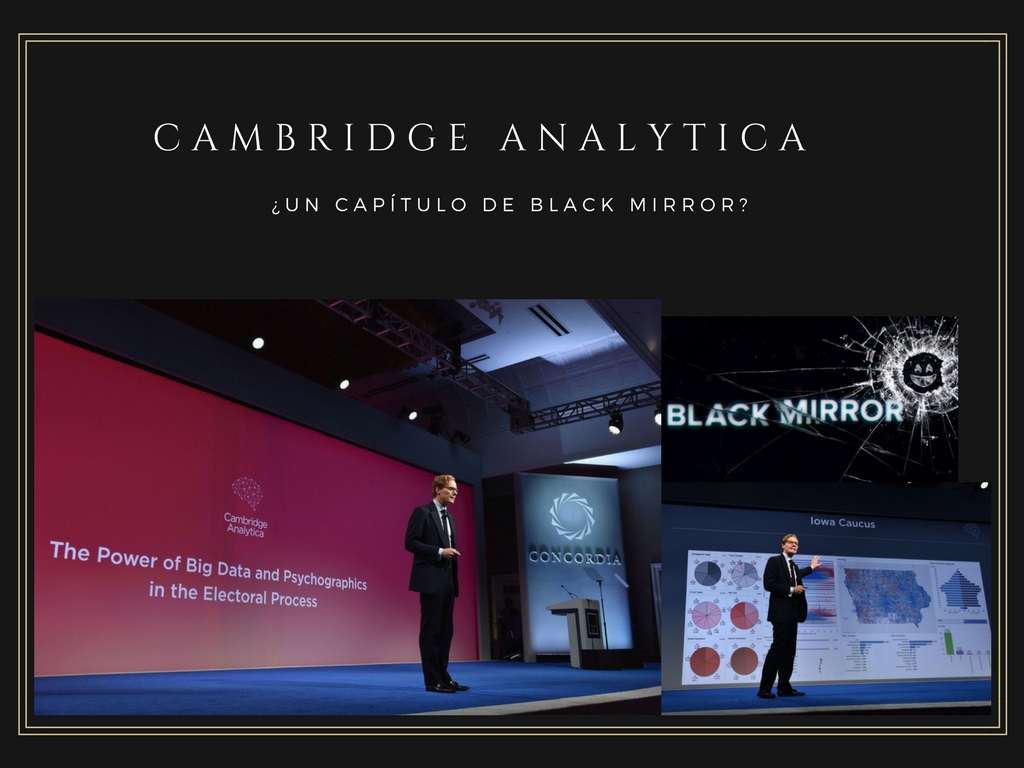 CAMBRIDGE ANALYTICA
¿UN CAPÍTULO DE BLACK MIRROR?
Cambridge
Analytica
The Power of Big Data and Psychographics
in the Electoral Process
CONCORDIA
BLACK MIRROR
Iowa Caucus